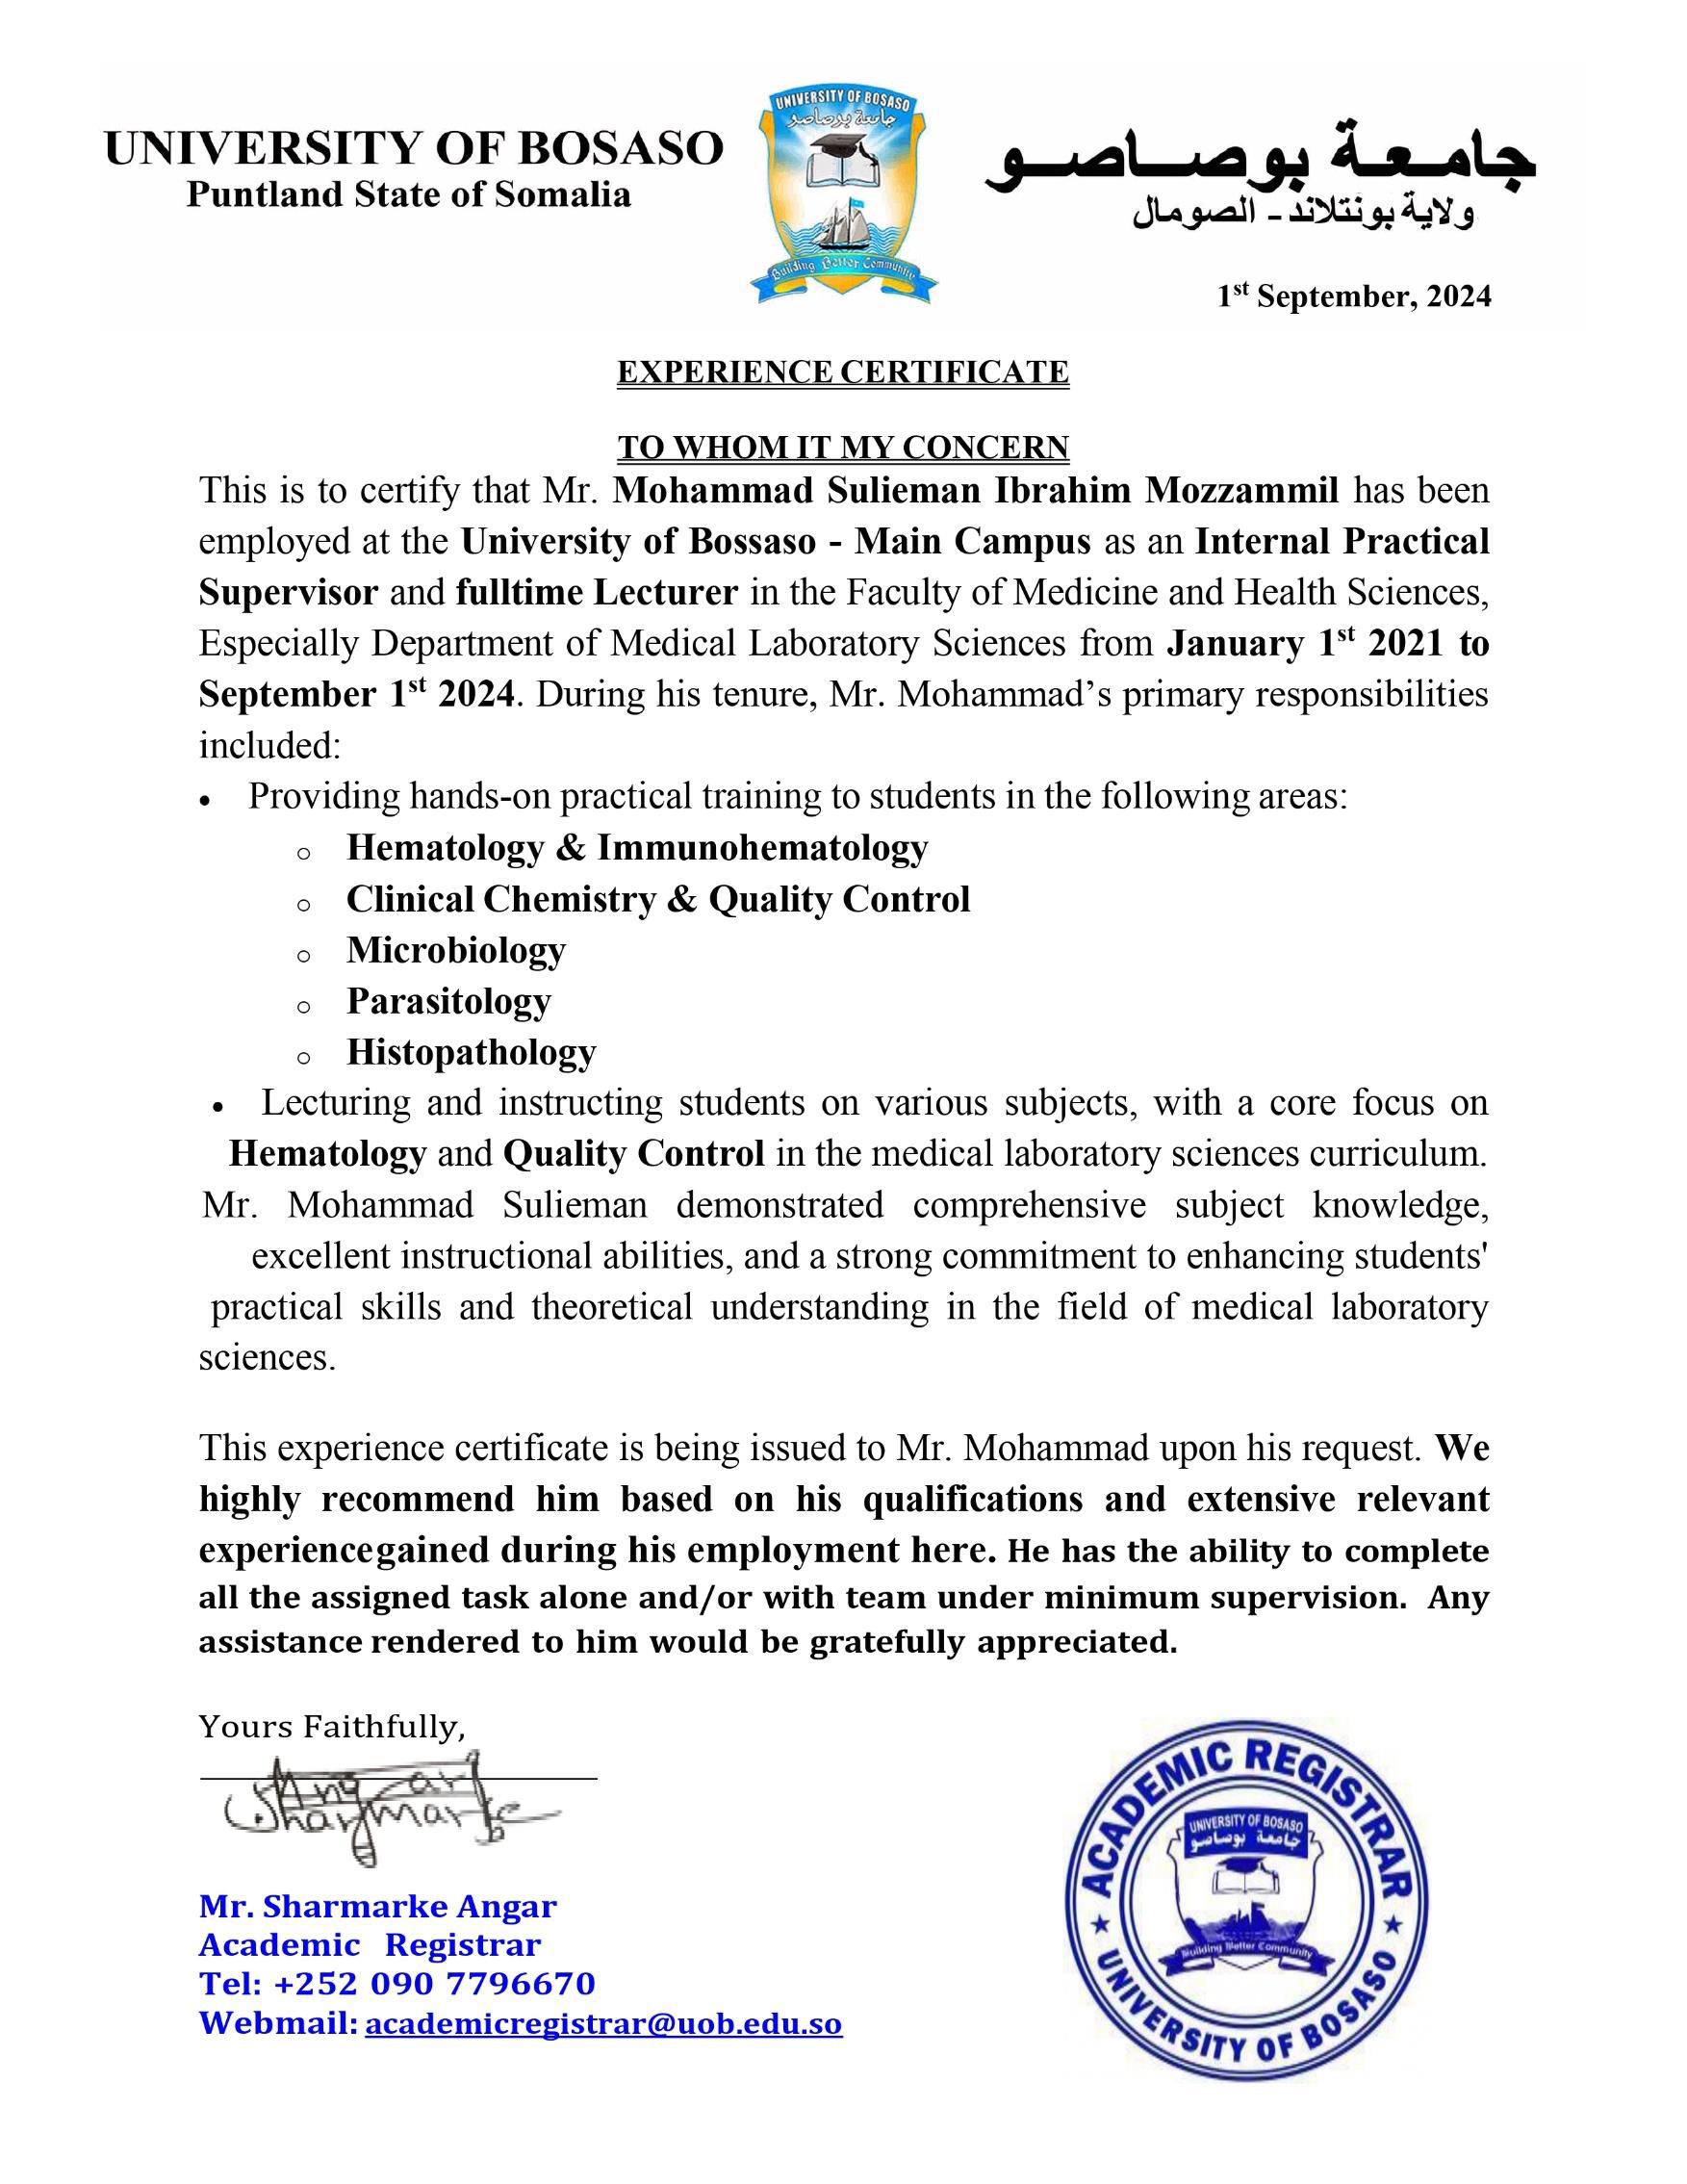 UNIVERSITY OF BOSASO
Puntland State of Somalia
UNIVERSITY OF BOSASO
جامعة بوصاصو
Building Better Community
جامعة بوصاصو
ولاية بونتلاند - الصومال
1st September, 2024
EXPERIENCE CERTIFICATE
TO WHOM IT MY CONCERN
This is to certify that Mr. Mohammad Sulieman Ibrahim Mozzammil has been
employed at the University of Bossaso - Main Campus as an Internal Practical
Supervisor and fulltime Lecturer in the Faculty of Medicine and Health Sciences,
Especially Department of Medical Laboratory Sciences from January 1st 2021 to
September 1st 2024. During his tenure, Mr. Mohammad’s primary responsibilities
included:
• Providing hands-on practical training to students in the following areas:
o Hematology & Immunohematology
o Clinical Chemistry & Quality Control
o Microbiology
o Parasitology
o Histopathology
• Lecturing and instructing students on various subjects, with a core focus on
Hematology and Quality Control in the medical laboratory sciences curriculum.
Mr. Mohammad Sulieman demonstrated comprehensive subject knowledge,
excellent instructional abilities, and a strong commitment to enhancing students'
practical skills and theoretical understanding in the field of medical laboratory
sciences.
This experience certificate is being issued to Mr. Mohammad upon his request. We
highly recommend him based on his qualifications and extensive relevant
experiencegained during his employment here. He has the ability to complete
all the assigned task alone and/or with team under minimum supervision. Any
assistance rendered to him would be gratefully appreciated.
Yours Faithfully,
Angar
Sharmarke
Mr. Sharmarke Angar
Academic Registrar
Tel: +252 090 7796670
Webmail: academicregistrar@uob.edu.so
ACADEMIC REGISTRAR
UNIVERSITY OF BOSASO
جامعة بوصاصو
Building Better Community
UNIVERSITY OF BOSASO